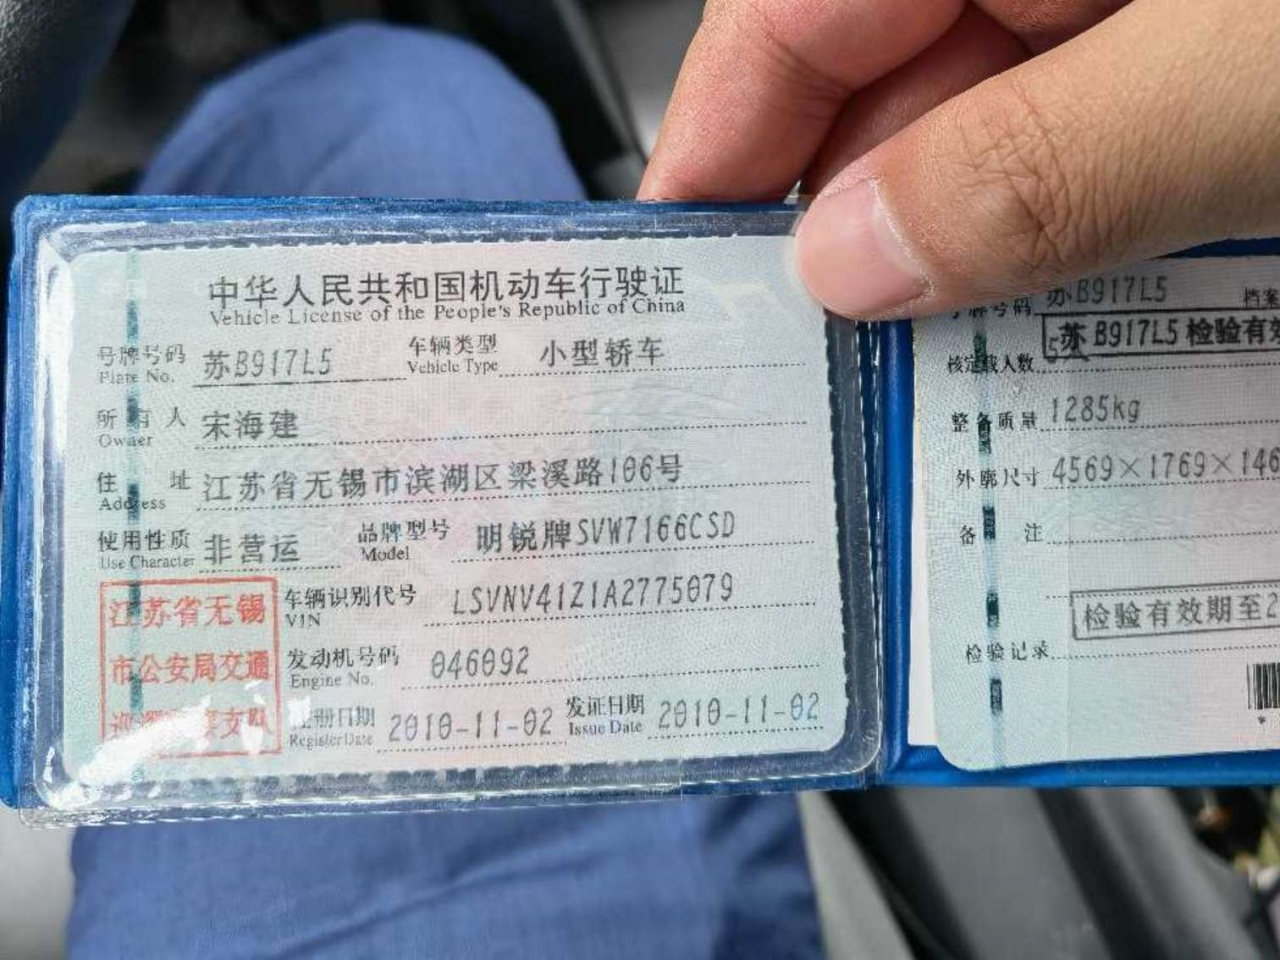 中华人民共和国机动车行驶证
Vehicle License of the People's Republic of China
号牌号码 苏B917L5 车辆类型 小型轿车
Plate No. Vehicle Type
所有人 宋海建
Owner
住址 江苏省无锡市滨湖区梁溪路106号
Address
使用性质 非营运 品牌型号 明锐牌SVW7166CSD
Use Character Model
车辆识别代号 LSVNV41Z1A2775079
VIN
发动机号码 046092
Engine No.
注册日期 2010-11-02 发证日期 2010-11-02
Register Date Issue Date
江苏省无锡
市公安局交通
支队
号牌号码 苏B917L5 档案
苏B917L5检验有
核定载人数 5
整备质量 1285kg
外廓尺寸 4569×1769×146
备注
检验有效期至2
检验记录
*